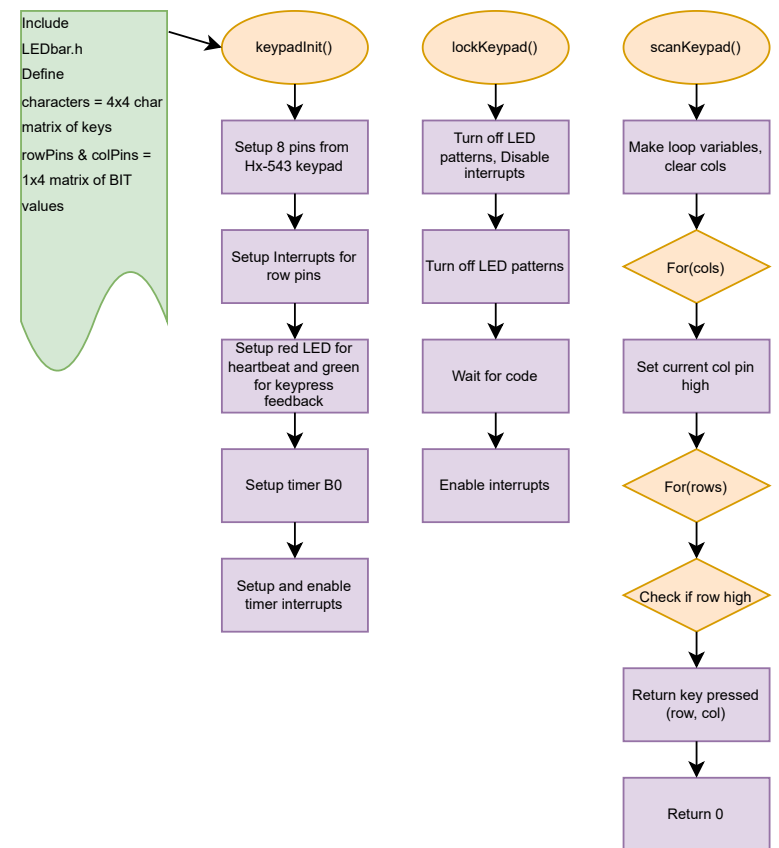 Include
LEDbar.h
Define
characters = 4x4 char
matrix of keys
rowPins & colPins =
1x4 matrix of BIT
values
keypadInit()
Setup 8 pins from
Hx-543 keypad
Setup Interrupts for
row pins
Setup red LED for
heartbeat and green
for keypress
feedback
Setup timer B0
Setup and enable
timer interrupts
lockKeypad()
Turn off LED
patterns, Disable
interrupts
Turn off LED patterns
Wait for code
Enable interrupts
scanKeypad()
Make loop variables,
clear cols
For(cols)
Set current col pin
high
For(rows)
Check if row high
Return key pressed
(row, col)
Return 0